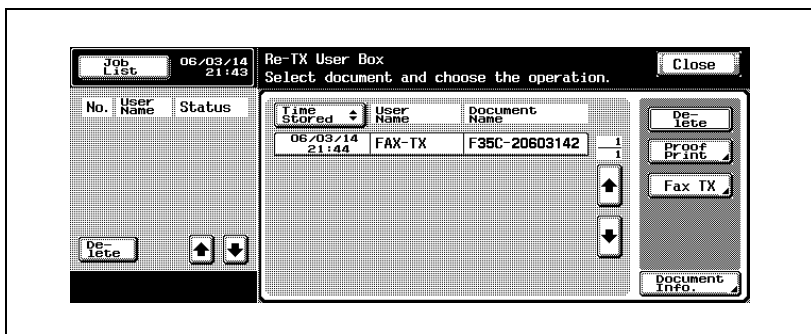 Job
List
06/03/14
21:43
Re-TX User Box
Select document and choose the operation.
Close
No. User Name Status
Time Stored
User Name
Document Name
06/03/14
21:44
FAX-TX
F35C-20603142
1
1
De-
lete
Proof
Print
Fax TX
De-
lete
Document
Info.